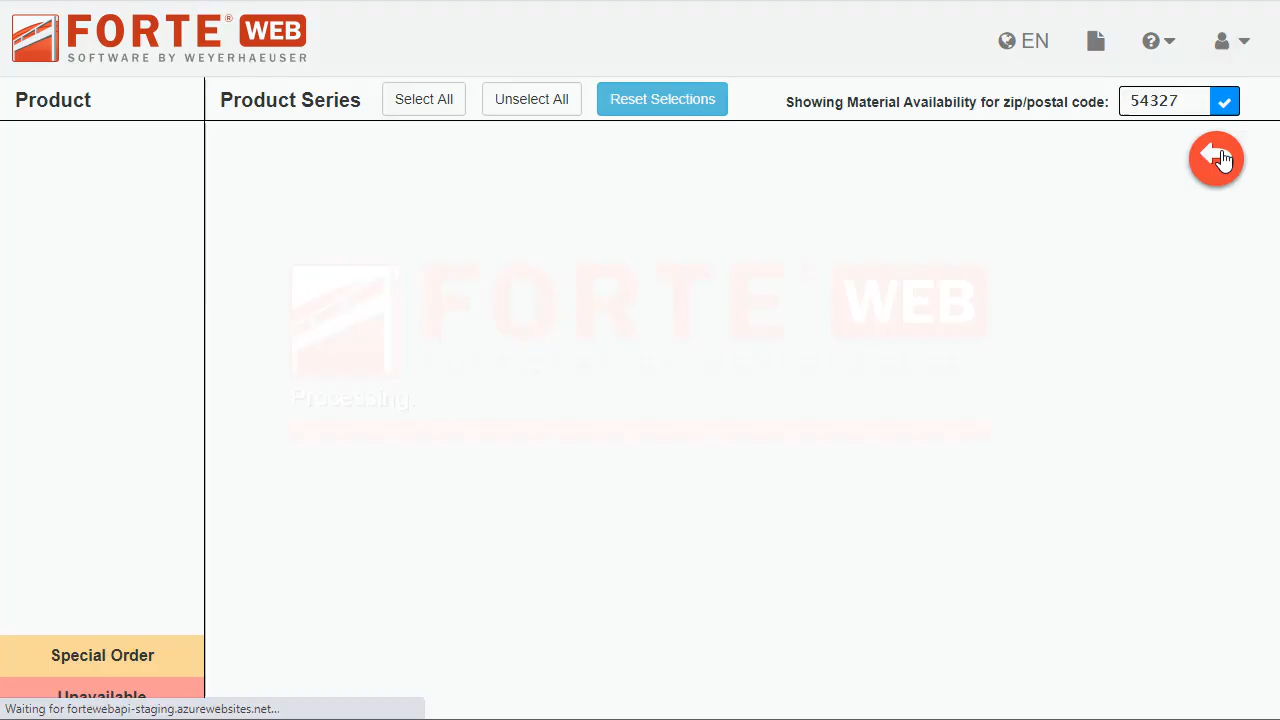 FORTE® WEB
SOFTWARE BY WEYERHAEUSER
EN
Product
Product Series
Select All
Unselect All
Reset Selections
Showing Material Availability for zip/postal code:
54327
FORTE WEB
Processing.
Special Order
Unavailable
Waiting for fortewebapi-staging.azurewebsites.net...